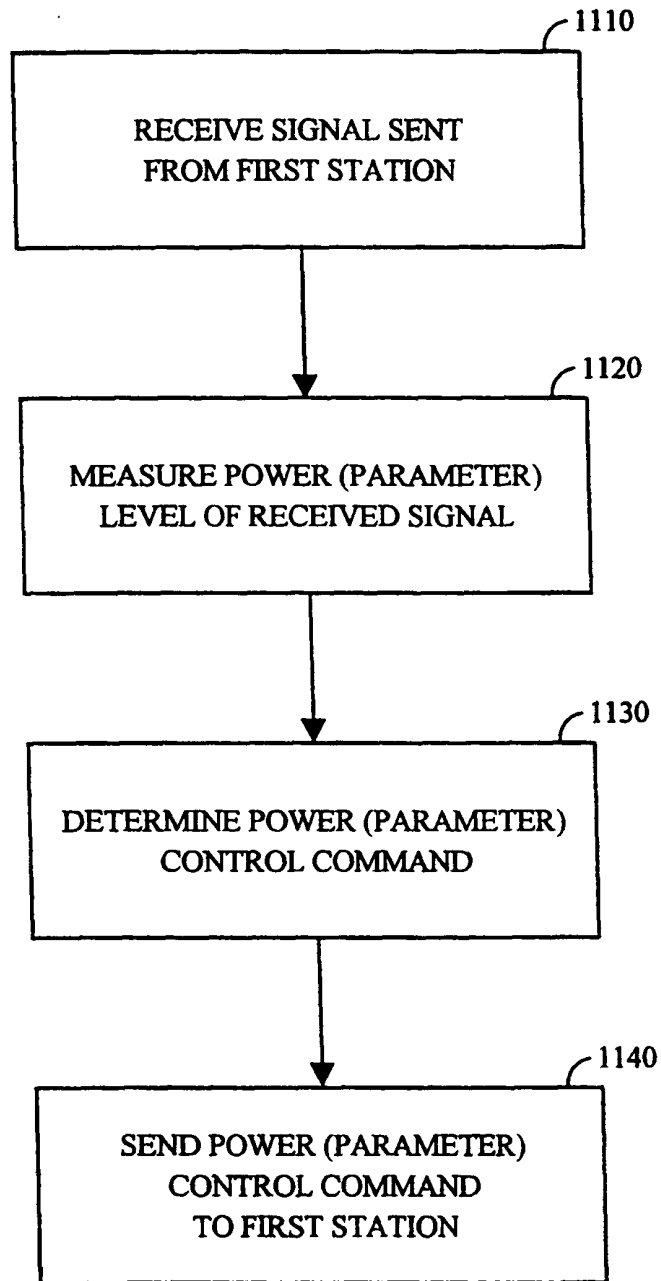 1110
RECEIVE SIGNAL SENT
FROM FIRST STATION
1120
MEASURE POWER (PARAMETER)
LEVEL OF RECEIVED SIGNAL
1130
DETERMINE POWER (PARAMETER)
CONTROL COMMAND
1140
SEND POWER (PARAMETER)
CONTROL COMMAND
TO FIRST STATION